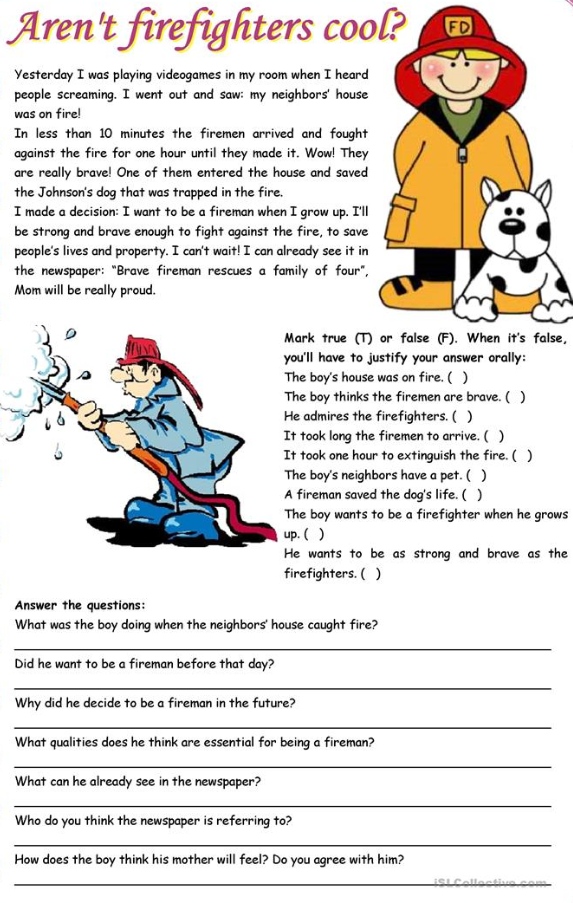 Aren't firefighters cool?
FD
Yesterday I was playing videogames in my room when I heard
people screaming. I went out and saw: my neighbors' house
was on fire!
In less than 10 minutes the firemen arrived and fought
against the fire for one hour until they made it. Wow! They
are really brave! One of them entered the house and saved
the Johnson's dog that was trapped in the fire.
I made a decision: I want to be a fireman when I grow up. I'll
be strong and brave enough to fight against the fire, to save
people's lives and property. I can't wait! I can already see it in
the newspaper: "Brave fireman rescues a family of four",
Mom will be really proud.
Mark true (T) or false (F). When it's false,
you'll have to justify your answer orally:
The boy's house was on fire. ( )
The boy thinks the firemen are brave. ( )
He admires the firefighters. ( )
It took long the firemen to arrive. ( )
It took one hour to extinguish the fire. ( )
The boy's neighbors have a pet. ( )
A fireman saved the dog's life. ( )
The boy wants to be a firefighter when he grows
up. ( )
He wants to be as strong and brave as the
firefighters. ( )
Answer the questions:
What was the boy doing when the neighbors' house caught fire?
Did he want to be a fireman before that day?
Why did he decide to be a fireman in the future?
What qualities does he think are essential for being a fireman?
What can he already see in the newspaper?
Who do you think the newspaper is referring to?
How does the boy think his mother will feel? Do you agree with him?
iSLCollective.com